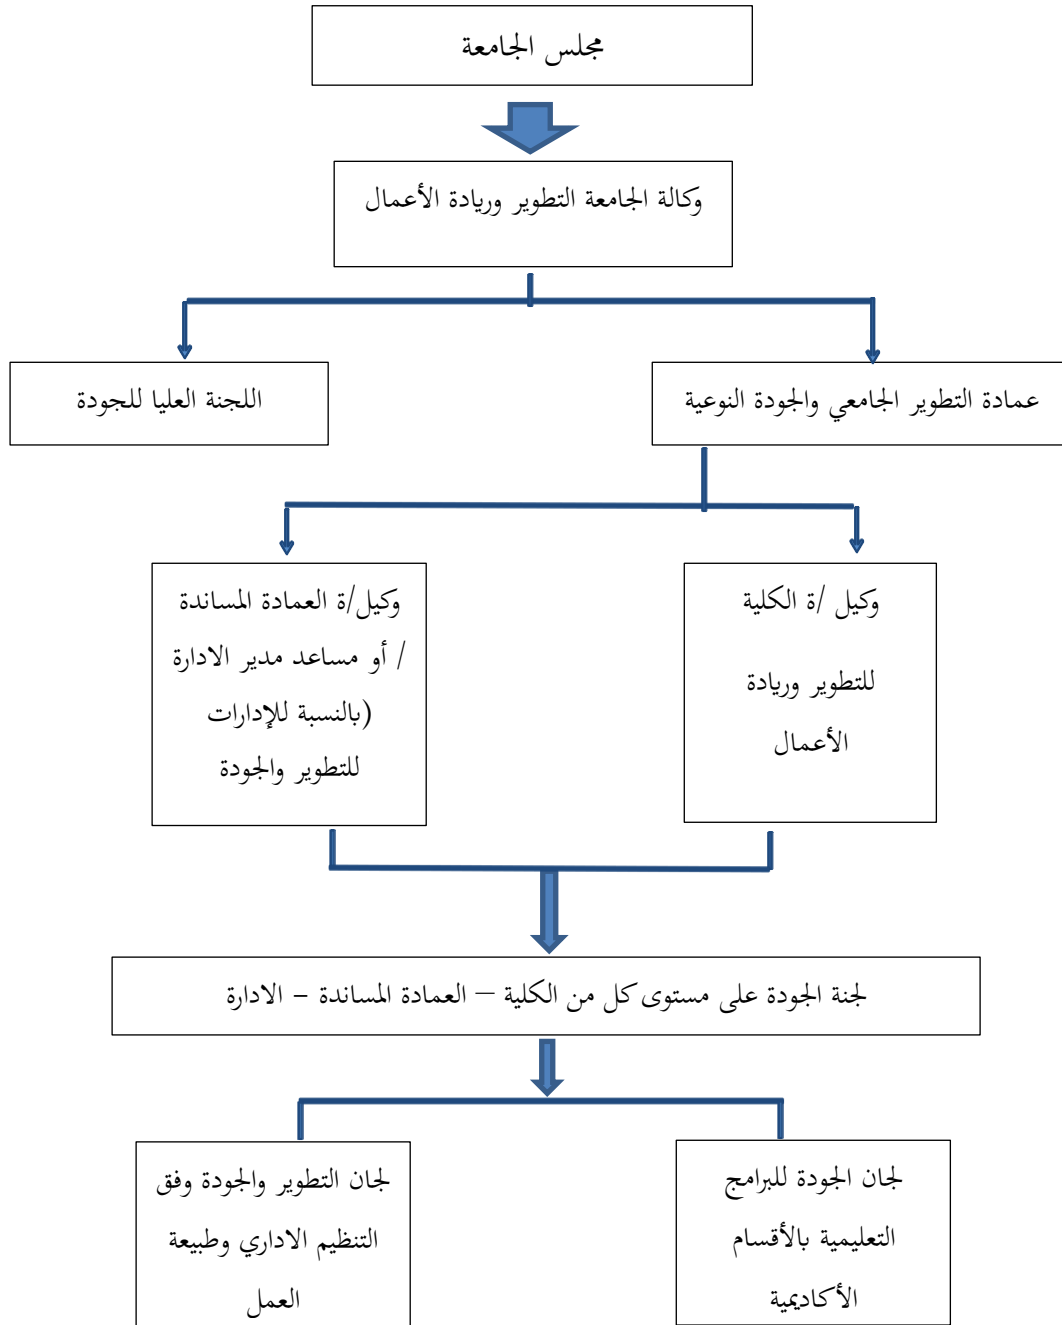 مجلس الجامعة
وكالة الجامعة التطوير وريادة الأعمال
عمادة التطوير الجامعي والجودة النوعية
اللجنة العليا للجودة
وكيل /ة الكلية
للتطوير وريادة
الأعمال
وكيل/ة العمادة المساندة
/ أو مساعد مدير الادارة
(بالنسبة للإدارات
للتطوير والجودة
لجنة الجودة على مستوى كل من الكلية – العمادة المساندة – الادارة
لجان الجودة للبرامج
التعليمية بالأقسام
الأكاديمية
لجان التطوير والجودة وفق
التنظيم الاداري وطبيعة
العمل